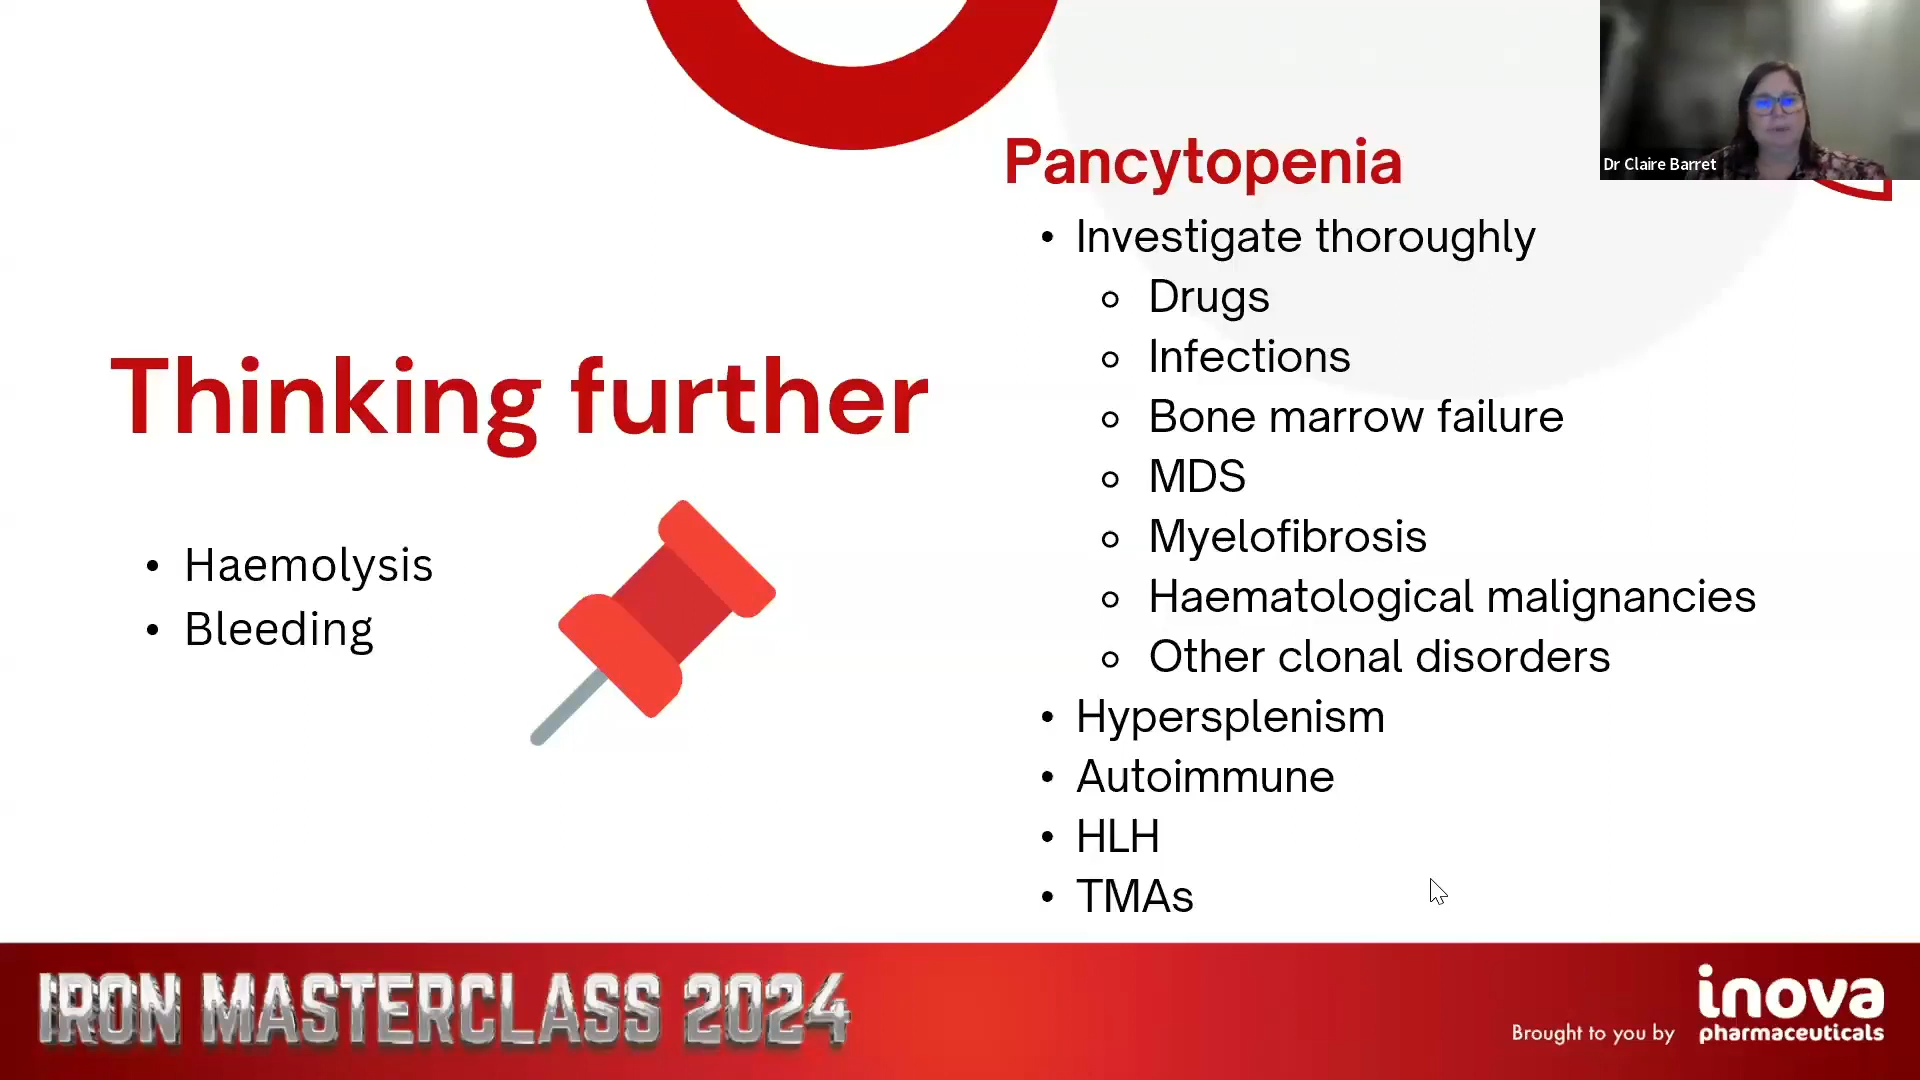 Thinking further
• Haemolysis
• Bleeding
Pancytopenia
• Investigate thoroughly
○ Drugs
○ Infections
○ Bone marrow failure
○ MDS
○ Myelofibrosis
○ Haematological malignancies
○ Other clonal disorders
• Hypersplenism
• Autoimmune
• HLH
• TMAs
Dr Claire Barret
IRON MASTERCLASS 2024
Brought to you by
inova
pharmaceuticals